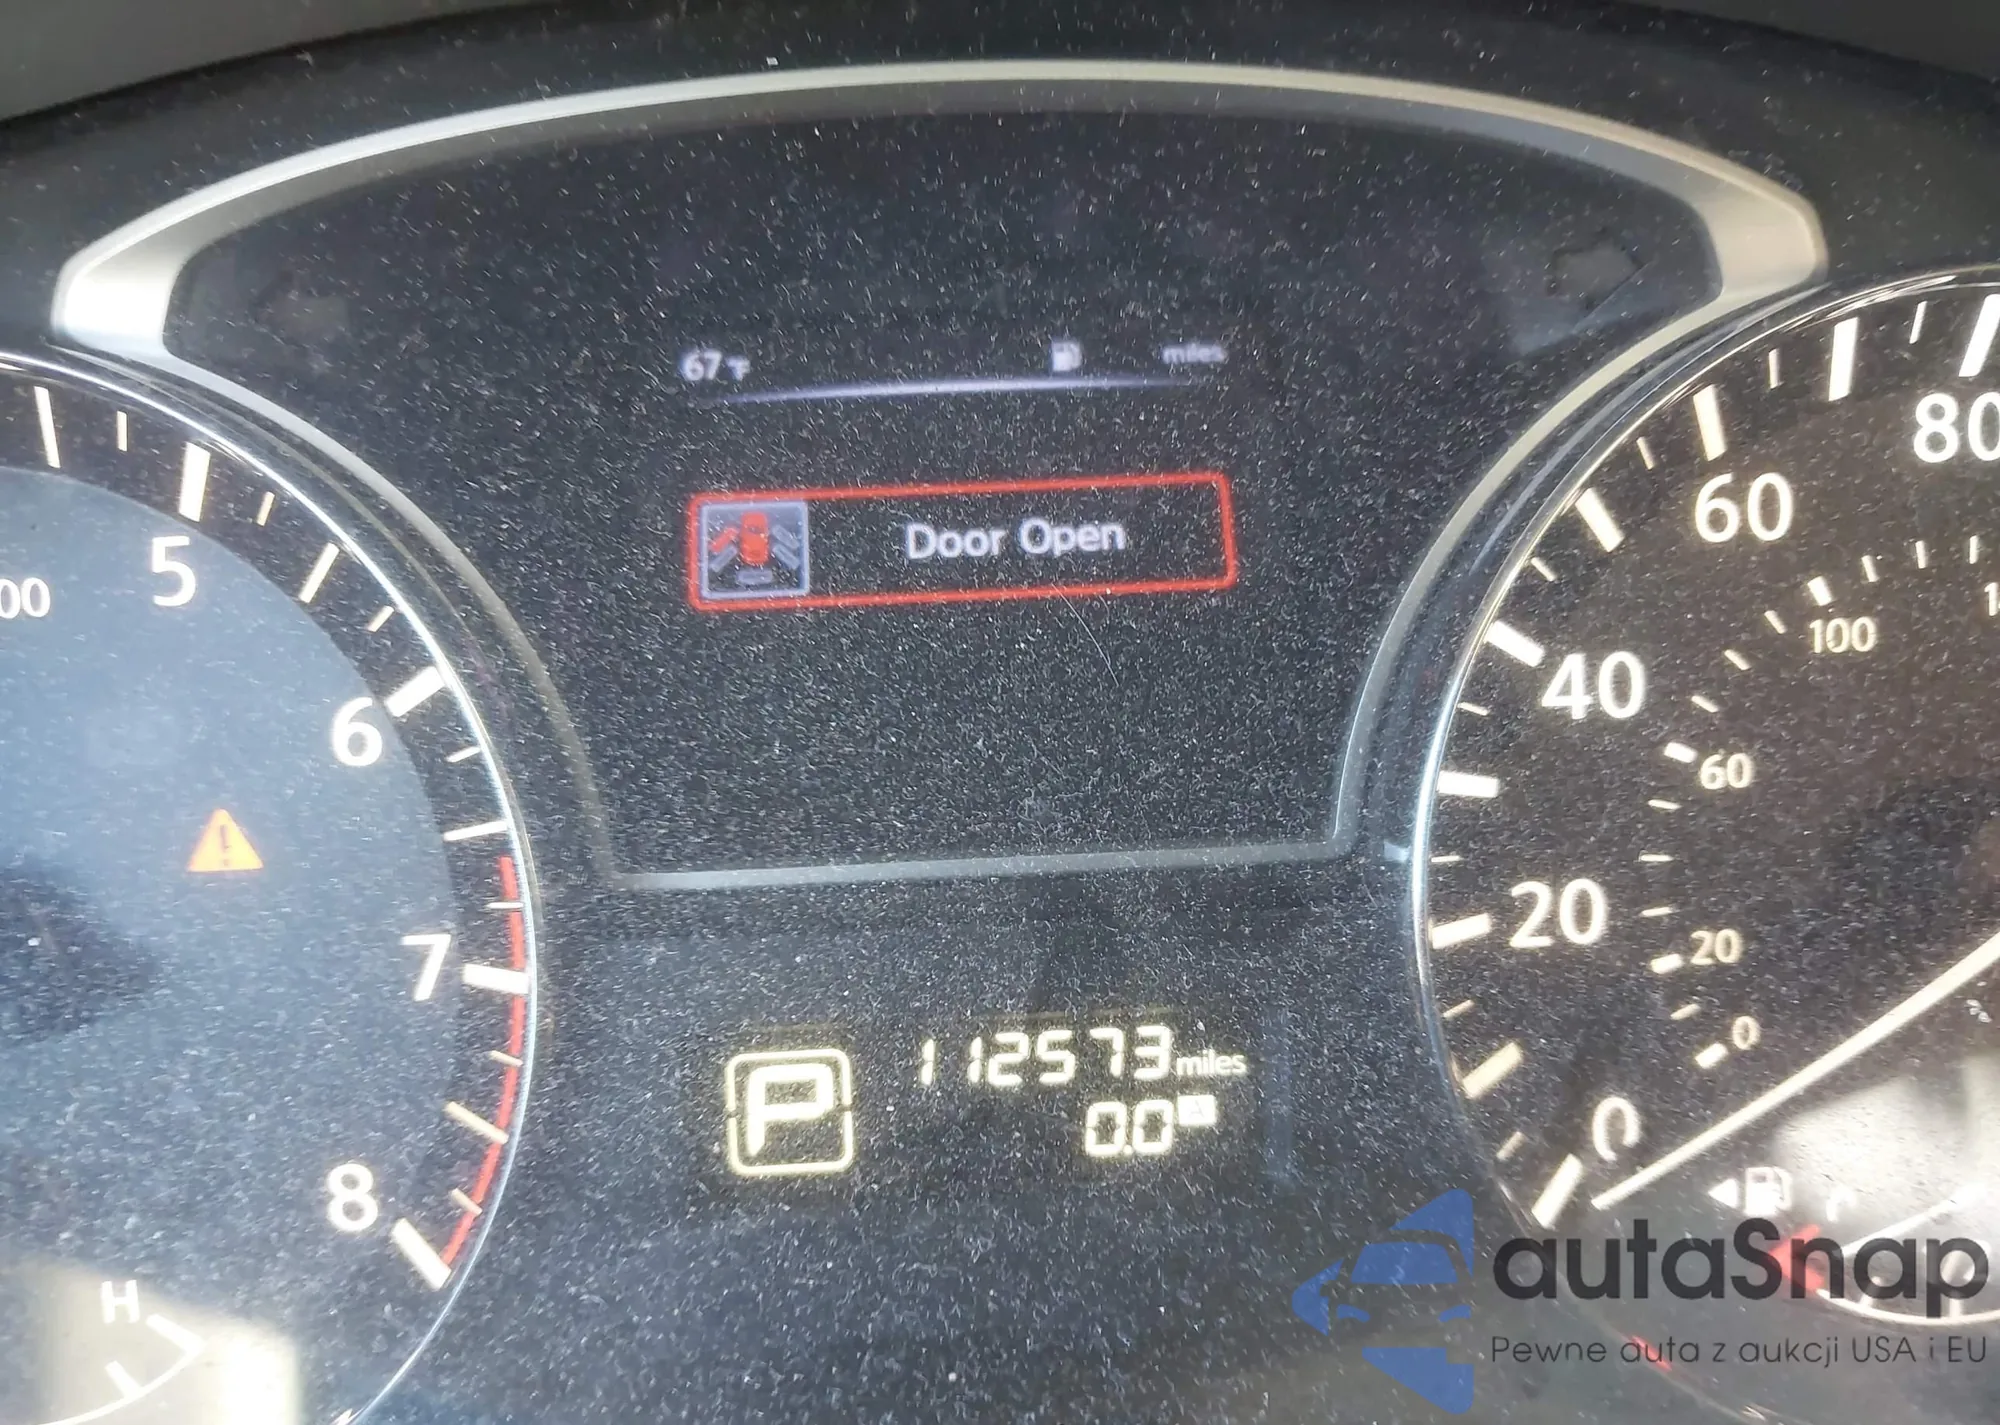 67 °F miles
Door Open
5
00
6
7
8
H
80
60
100
40
60
20
20
0
0
P
112573 miles
0.0 A
autaSnap
Pewne auta z aukcji USA i EU